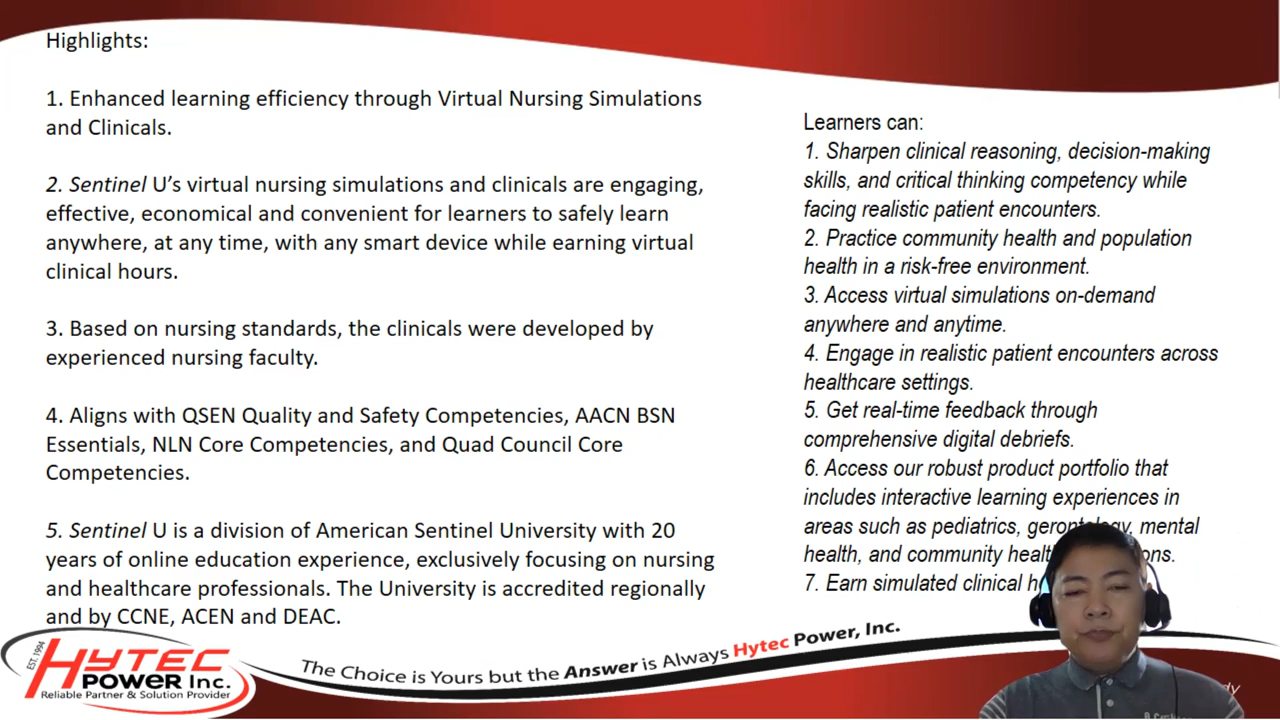 Highlights:
1. Enhanced learning efficiency through Virtual Nursing Simulations
and Clinicals.
2. Sentinel U’s virtual nursing simulations and clinicals are engaging,
effective, economical and convenient for learners to safely learn
anywhere, at any time, with any smart device while earning virtual
clinical hours.
3. Based on nursing standards, the clinicals were developed by
experienced nursing faculty.
4. Aligns with QSEN Quality and Safety Competencies, AACN BSN
Essentials, NLN Core Competencies, and Quad Council Core
Competencies.
5. Sentinel U is a division of American Sentinel University with 20
years of online education experience, exclusively focusing on nursing
and healthcare professionals. The University is accredited regionally
and by CCNE, ACEN and DEAC.
Learners can:
1. Sharpen clinical reasoning, decision-making
skills, and critical thinking competency while
facing realistic patient encounters.
2. Practice community health and population
health in a risk-free environment.
3. Access virtual simulations on-demand
anywhere and anytime.
4. Engage in realistic patient encounters across
healthcare settings.
5. Get real-time feedback through
comprehensive digital debriefs.
6. Access our robust product portfolio that
includes interactive learning experiences in
areas such as pediatrics, gerontology, mental
health, and community
7. Earn simulated clinical
EST. 1994
HYTEC
POWER Inc.
Reliable Partner & Solution Provider
The Choice is Yours but the Answer is Always Hytec Power, Inc.